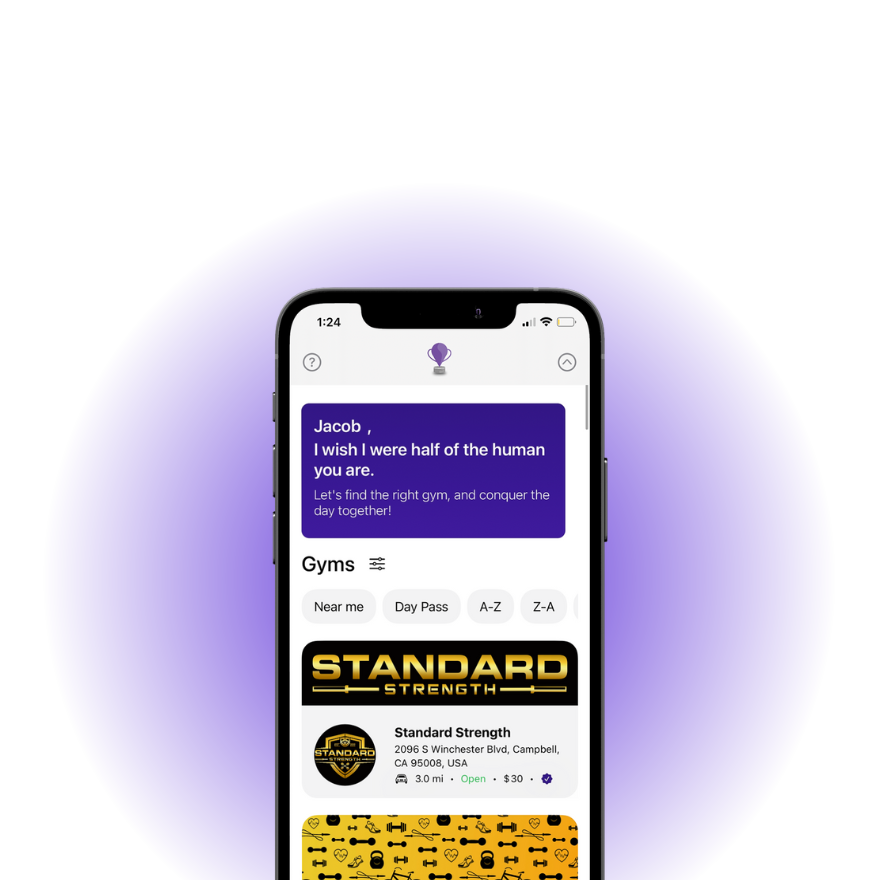 1:24
?
Jacob ,
I wish I were half of the human
you are.
Let's find the right gym, and conquer the
day together!
Gyms
Near me
Day Pass
A-Z
Z-A
STANDARD
STRENGTH
STANDARD
STRENGTH
Standard Strength
2096 S Winchester Blvd, Campbell,
CA 95008, USA
3.0 mi • Open • $30 •